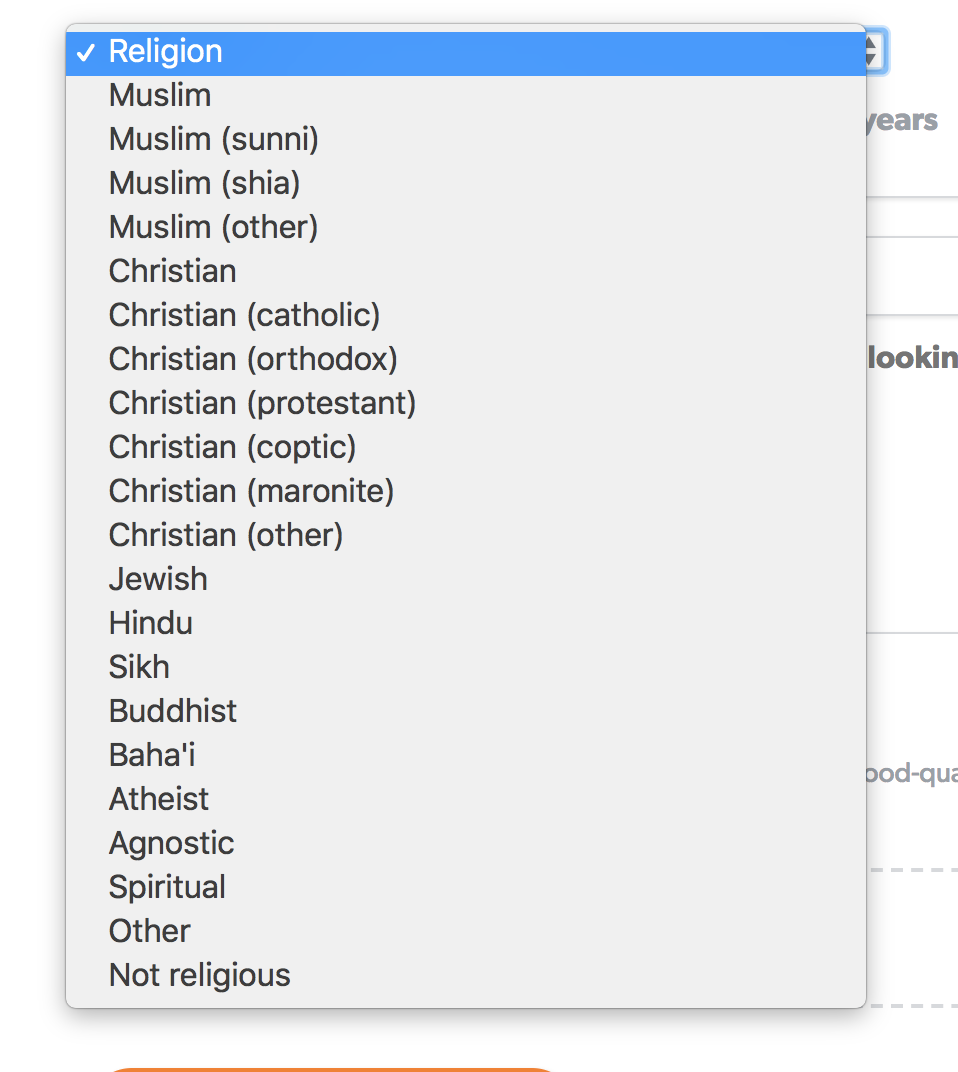 ✓ Religion
Muslim
years
Muslim (sunni)
Muslim (shia)
Muslim (other)
Christian
Christian (catholic)
Christian (orthodox)
lookin
Christian (protestant)
Christian (coptic)
Christian (maronite)
Christian (other)
Jewish
Hindu
Sikh
Buddhist
Baha'i
ood-qua
Atheist
Agnostic
Spiritual
Other
Not religious